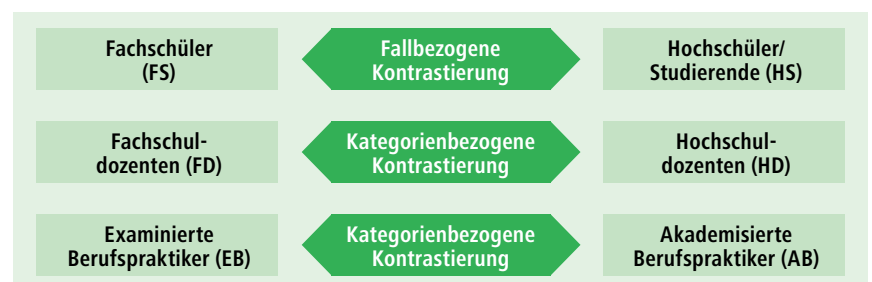 Fachschüler
(FS)
Fallbezogene
Kontrastierung
Hochschüler/
Studierende (HS)
Fachschul-
dozenten (FD)
Kategorienbezogene
Kontrastierung
Hochschul-
dozenten (HD)
Examinierte
Berufspraktiker (EB)
Kategorienbezogene
Kontrastierung
Akademisierte
Berufspraktiker (AB)